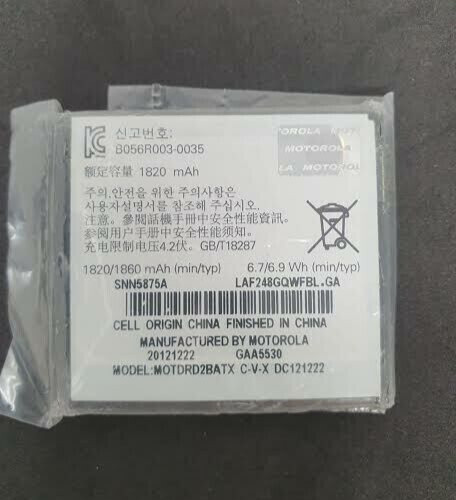 신고번호:
B056R003-0035
额定容量 1820 mAh
MOTOROLA
주의.안전을 위한 주의사항은
사용자설명서를 참조해 주십시오.
注意。參閱話機手冊中安全性能資訊。
参阅用户手册中安全性能须知。
充电限制电压4.2伏。GB/T18287
1820/1860 mAh (min/typ) 6.7/6.9 Wh (min/typ)
SNN5875A LAF248GQWFBL.GA
CELL ORIGIN CHINA FINISHED IN CHINA
MANUFACTURED BY MOTOROLA
20121222 GAA5530
MODEL:MOTDRD2BATX C-V-X DC121222